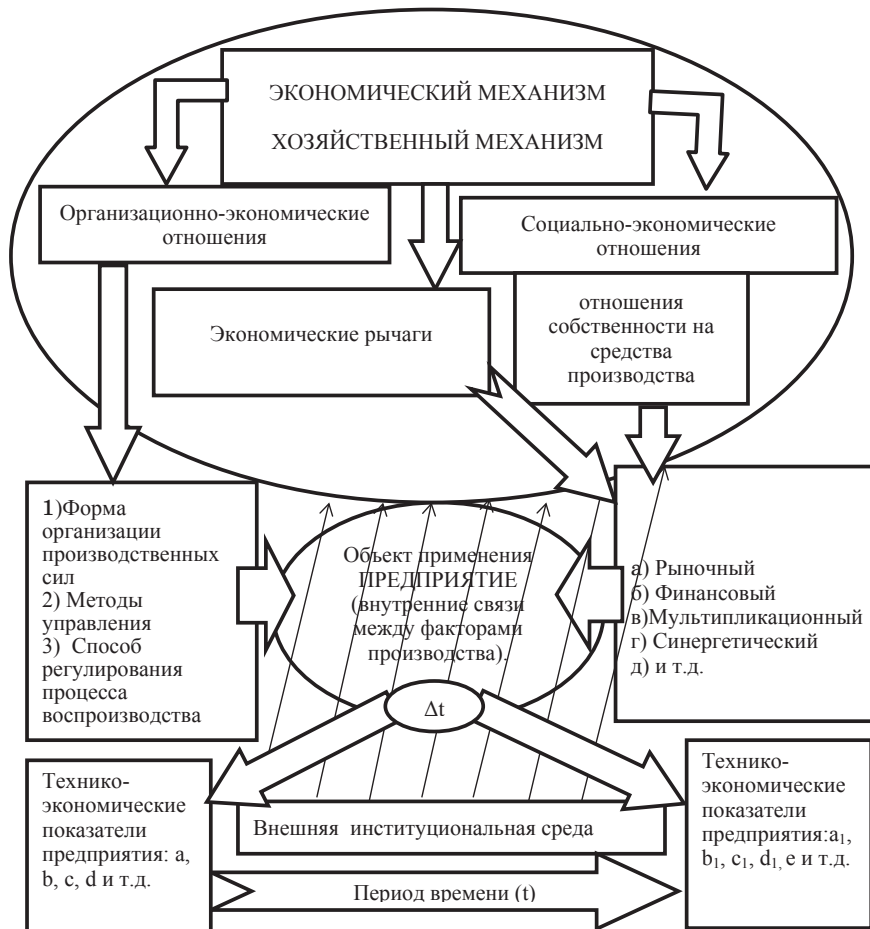 ЭКОНОМИЧЕСКИЙ МЕХАНИЗМ
ХОЗЯЙСТВЕННЫЙ МЕХАНИЗМ
Организационно-экономические
отношения
Социально-экономические
отношения
отношения
собственности на
средства
производства
Экономические рычаги
1)Форма
организации
производственных
сил
2) Методы
управления
3) Способ
регулирования
процесса
воспроизводства
Объект применения
ПРЕДПРИЯТИЕ
(внутренние связи
между факторами
производства).
а) Рыночный
б) Финансовый
в)Мультипликационный
г) Синергетический
д) и т.д.
Δt
Технико-
экономические
показатели
предприятия: a,
b, c, d и т.д.
Внешняя институциональная среда
Технико-
экономические
показатели
предприятия:a₁,
b₁, c₁, d₁, e и т.д.
Период времени (t)